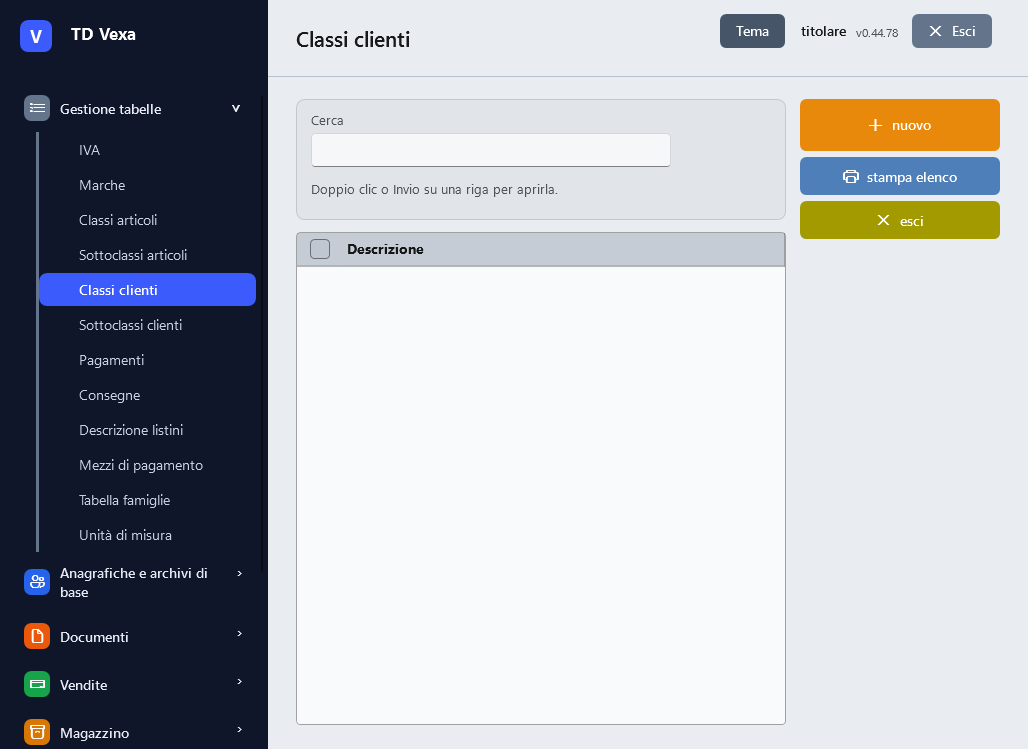 V
TD Vexa
Gestione tabelle
IVA
Marche
Classi articoli
Sottoclassi articoli
Classi clienti
Sottoclassi clienti
Pagamenti
Consegne
Descrizione listini
Mezzi di pagamento
Tabella famiglie
Unità di misura
Anagrafiche e archivi di
base
Documenti
Vendite
Magazzino
Classi clienti
Tema
titolare v0.44.78
Esci
Cerca
Doppio clic o Invio su una riga per aprirla.
Descrizione
nuovo
stampa elenco
esci